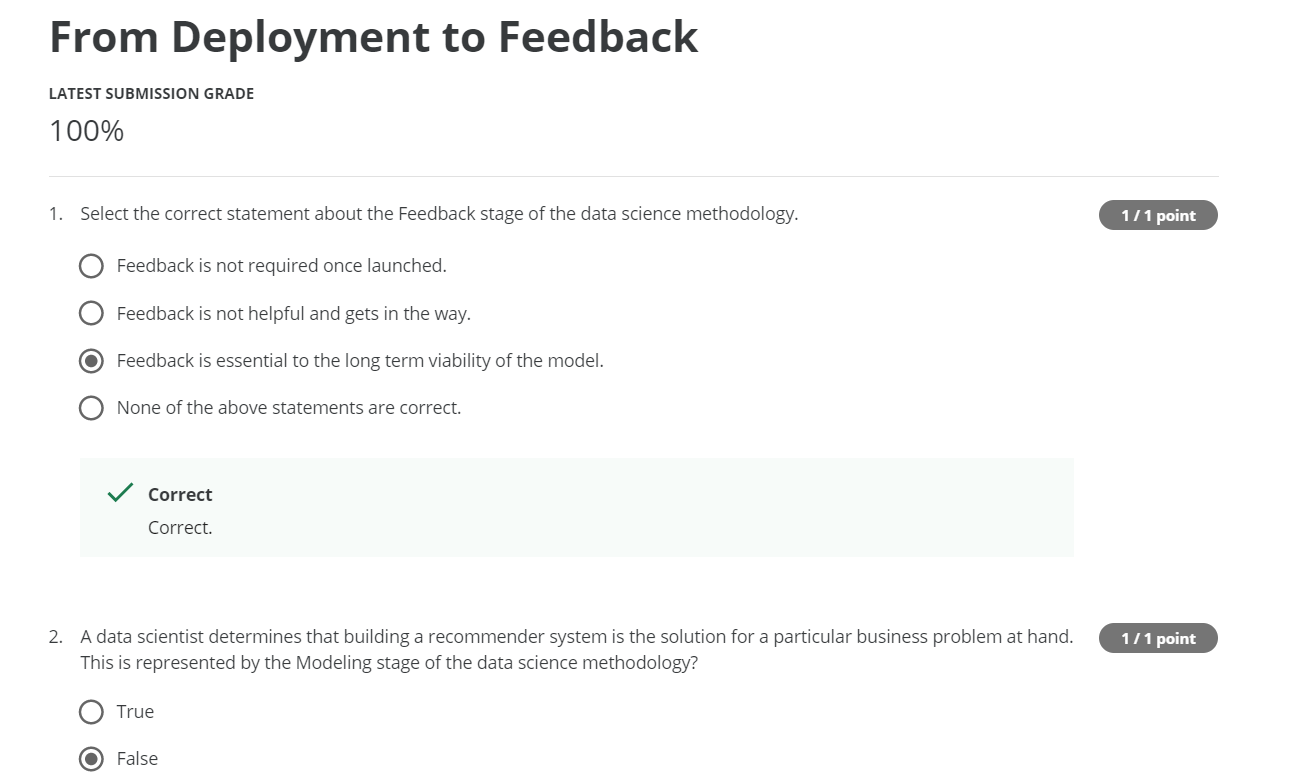 From Deployment to Feedback
LATEST SUBMISSION GRADE
100%
1. Select the correct statement about the Feedback stage of the data science methodology.
1 / 1 point
Feedback is not required once launched.
Feedback is not helpful and gets in the way.
Feedback is essential to the long term viability of the model.
None of the above statements are correct.
Correct
Correct.
2. A data scientist determines that building a recommender system is the solution for a particular business problem at hand.
1 / 1 point
This is represented by the Modeling stage of the data science methodology?
True
False